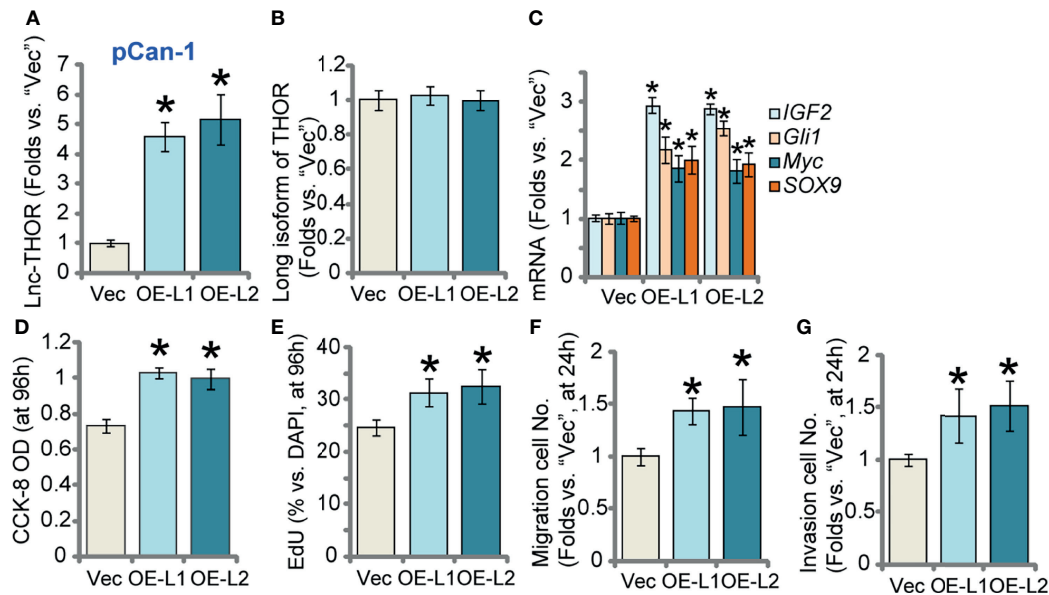 A
pCan-1
Lnc-THOR (Folds vs. “Vec”)
7
6
5
4
3
2
1
0
*
*
Vec OE-L1 OE-L2
B
Long isoform of THOR
(Folds vs. “Vec”)
1.2
1
0.8
0.6
0.4
0.2
0
Vec OE-L1 OE-L2
C
mRNA (Folds vs. “Vec”)
3
2
1
0
* * * *
* * * *
Vec OE-L1 OE-L2
IGF2
Gli1
Myc
SOX9
D
CCK-8 OD (at 96h)
1.2
1
0.8
0.6
0.4
0.2
0
*
*
Vec OE-L1 OE-L2
E
EdU (% vs. DAPI, at 96h)
40
30
20
10
0
*
*
Vec OE-L1 OE-L2
F
Migration cell No.
(Folds vs. “Vec”, at 24h)
2
1.5
1
0.5
0
*
*
Vec OE-L1 OE-L2
G
Invasion cell No.
(Folds vs. “Vec”, at 24h)
2
1.5
1
0.5
0
*
*
Vec OE-L1 OE-L2